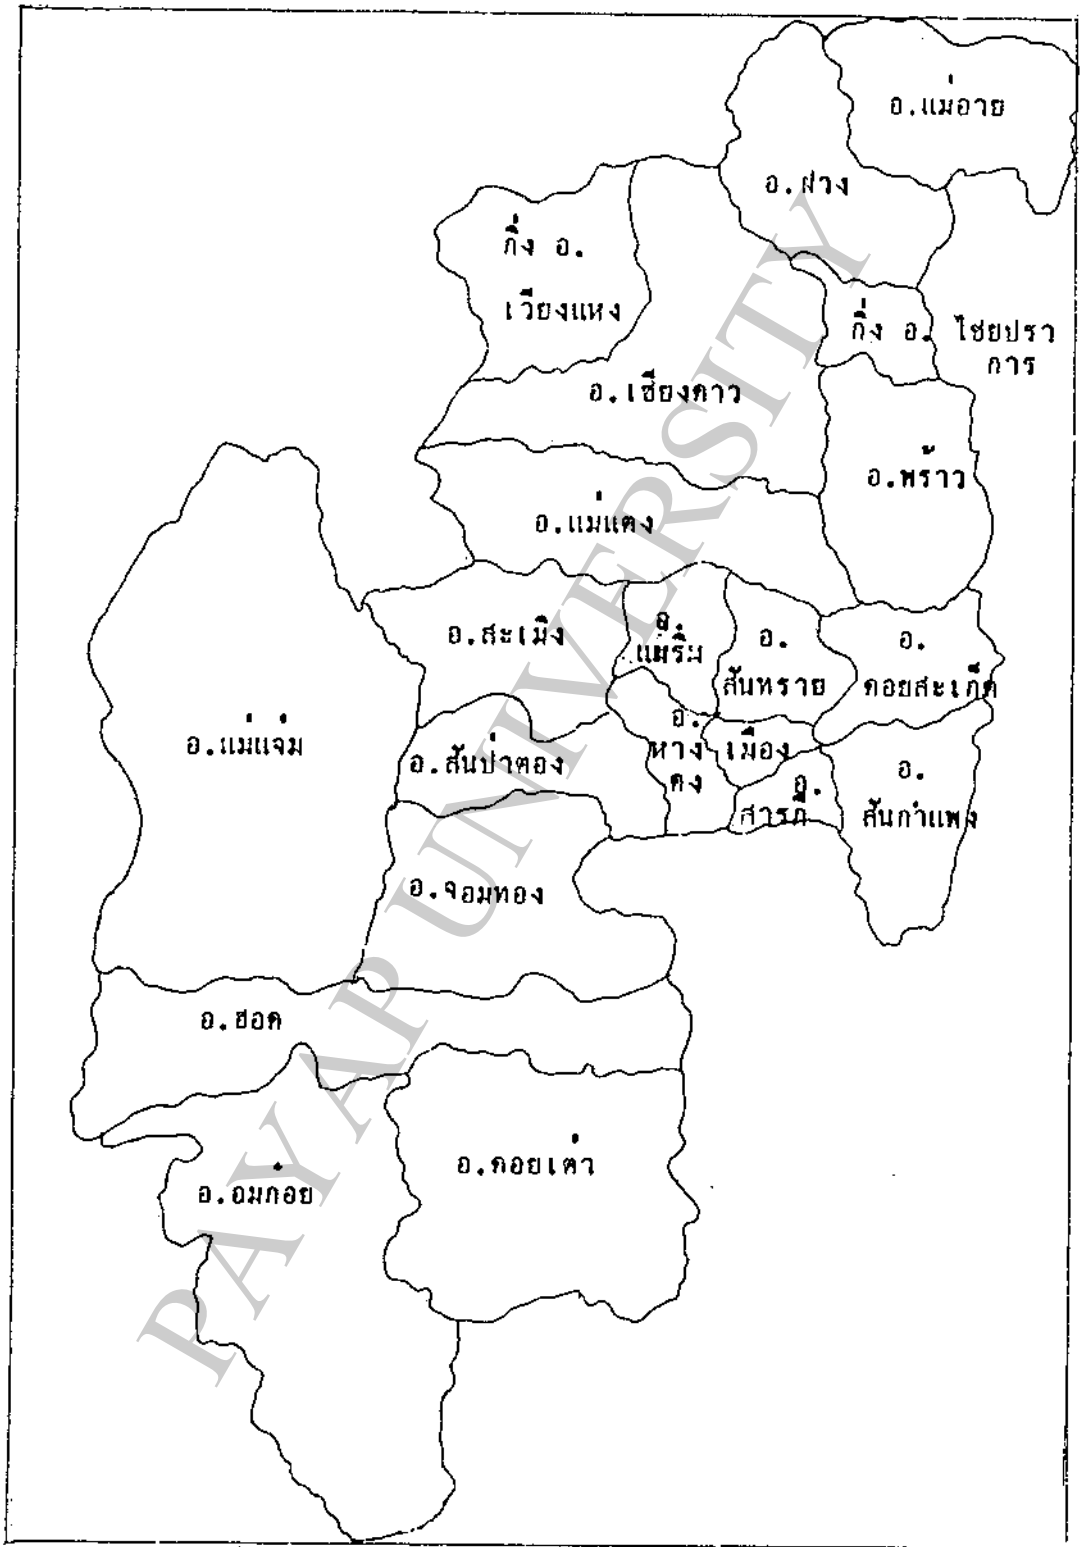 อ.แม่อาย
อ.ฝาง
กิ่ง อ.
เวียงแหง
กิ่ง อ. ไชยปรา
การ
อ.เชียงดาว
อ.พร้าว
อ.แม่แตง
อ.สะเมิง
อ.
แม่ริม
อ.
สันทราย
อ.
ดอยสะเก็ด
อ.แม่แจ่ม
อ.สันป่าตอง
อ.
หาง
ดง
เมือง
อ.
สารภี
อ.
สันกำแพง
อ.จอมทอง
อ.ฮอด
อ.ดอยเต่า
อ.อมก๋อย
PAYAP UNIVERSITY